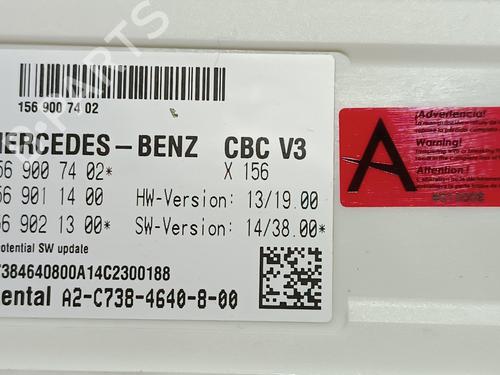 156 900 74 02
MERCEDES-BENZ CBC V3
56 900 74 02* X 156
56 901 14 00 HW-Version: 13/19.00
56 902 13 00 SW-Version: 14/38.00*
potential SW update
7384640800A14C2300188
ental A2-C738-4640-8-00
A
¡Advertencia!
Warning!
Attention !